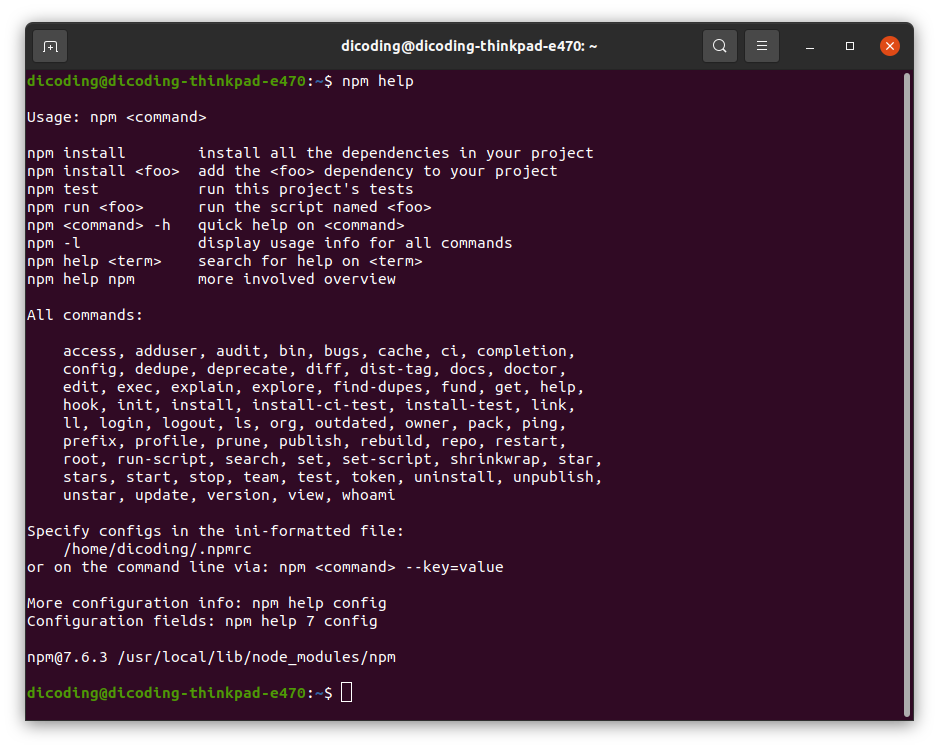 dicoding@dicoding-thinkpad-e470: ~
dicoding@dicoding-thinkpad-e470:~$ npm help

Usage: npm <command>

npm install        install all the dependencies in your project
npm install <foo>  add the <foo> dependency to your project
npm test           run this project's tests
npm run <foo>      run the script named <foo>
npm <command> -h   quick help on <command>
npm -l             display usage info for all commands
npm help <term>    search for help on <term>
npm help npm       more involved overview

All commands:

    access, adduser, audit, bin, bugs, cache, ci, completion,
    config, dedupe, deprecate, diff, dist-tag, docs, doctor,
    edit, exec, explain, explore, find-dupes, fund, get, help,
    hook, init, install, install-ci-test, install-test, link,
    ll, login, logout, ls, org, outdated, owner, pack, ping,
    prefix, profile, prune, publish, rebuild, repo, restart,
    root, run-script, search, set, set-script, shrinkwrap, star,
    stars, start, stop, team, test, token, uninstall, unpublish,
    unstar, update, version, view, whoami

Specify configs in the ini-formatted file:
    /home/dicoding/.npmrc
or on the command line via: npm <command> --key=value

More configuration info: npm help config
Configuration fields: npm help 7 config

npm@7.6.3 /usr/local/lib/node_modules/npm

dicoding@dicoding-thinkpad-e470:~$